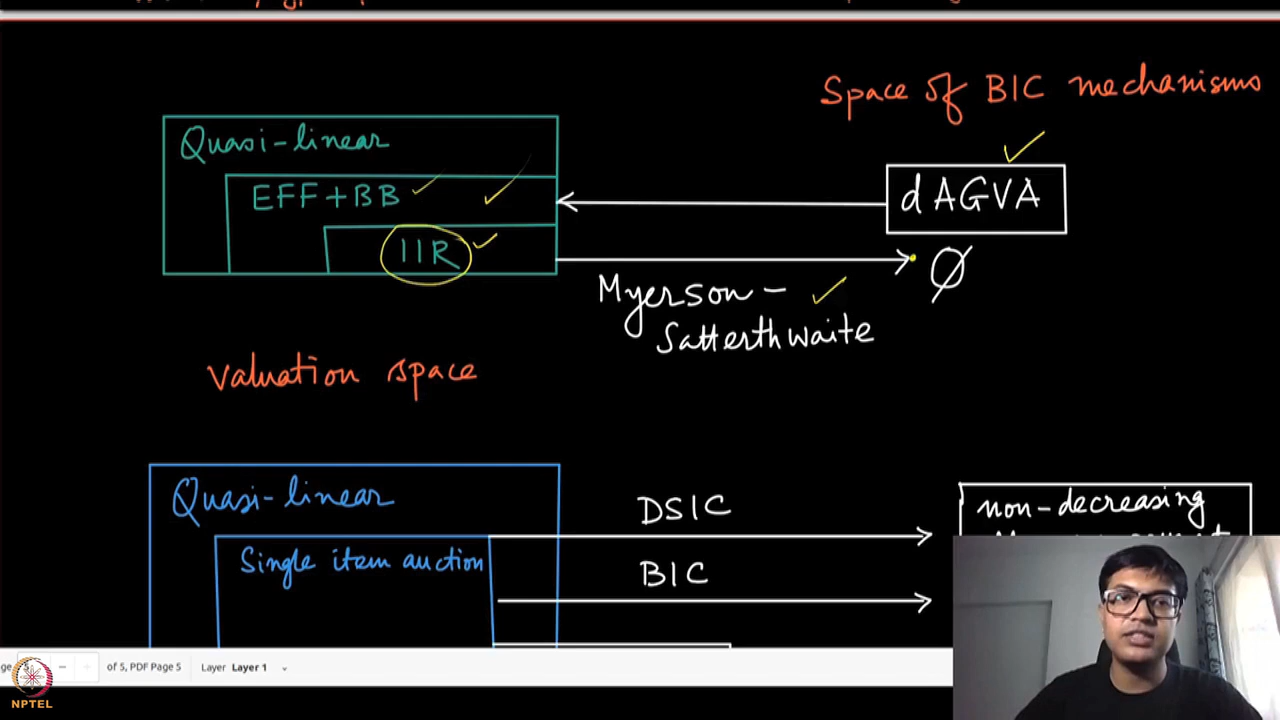 Space of BIC mechanisms
Quasi-linear
EFF+BB
IIR
dAGVA
Ø
Myerson-
Satterthwaite
Valuation space
Quasi-linear
Single item auction
DSIC
BIC
non-decreasing
of 5, PDF Page 5
Layer Layer 1
NPTEL